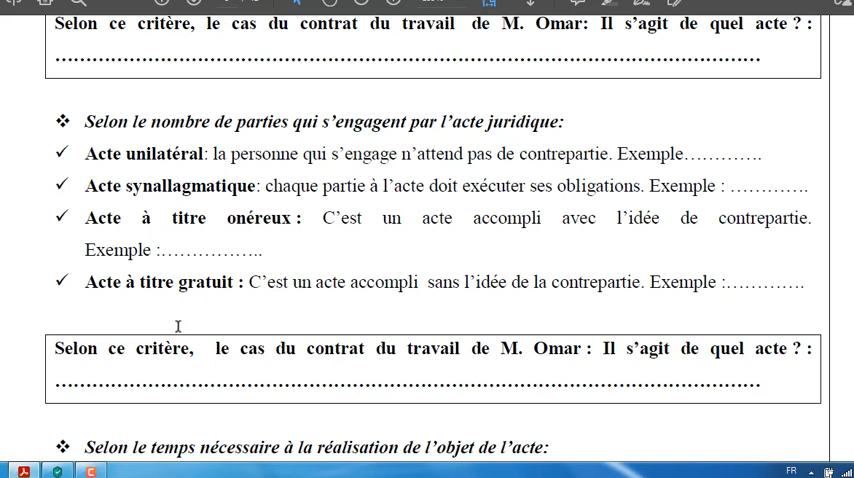 Selon ce critère, le cas du contrat du travail de M. Omar: Il s’agit de quel acte ? :
………………………………………………………………………………………………………
❖ Selon le nombre de parties qui s’engagent par l’acte juridique:
✓ Acte unilatéral: la personne qui s’engage n’attend pas de contrepartie. Exemple………….
✓ Acte synallagmatique: chaque partie à l’acte doit exécuter ses obligations. Exemple : ………….
✓ Acte à titre onéreux : C’est un acte accompli avec l’idée de contrepartie.
Exemple :……………..
✓ Acte à titre gratuit : C’est un acte accompli sans l’idée de la contrepartie. Exemple :………….
Selon ce critère, le cas du contrat du travail de M. Omar : Il s’agit de quel acte ? :
………………………………………………………………………………………………………
❖ Selon le temps nécessaire à la réalisation de l’objet de l’acte:
FR